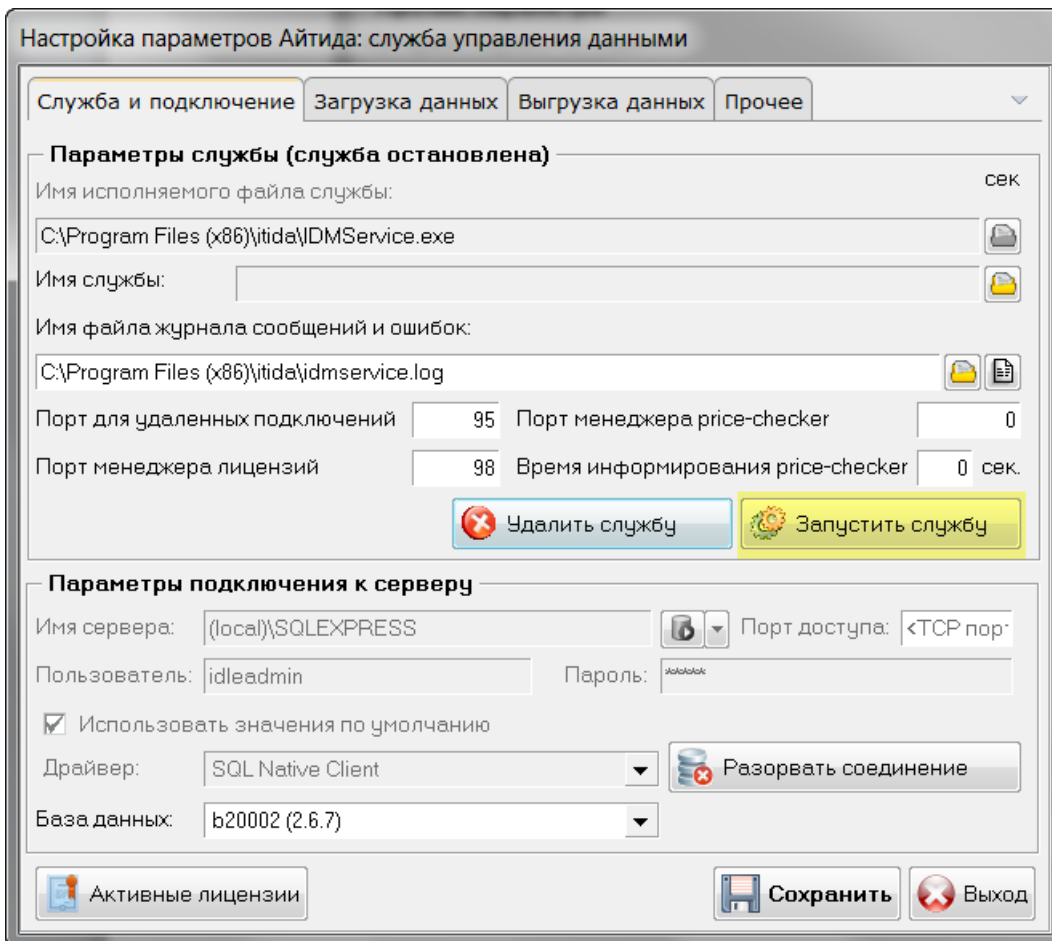 Настройка параметров Айтида: служба управления данными
Служба и подключение Загрузка данных Выгрузка данных Прочее
Параметры службы (служба остановлена)
сек
Имя исполняемого файла службы:
C:\Program Files (x86)\itida\IDMService.exe
Имя службы:
Имя файла журнала сообщений и ошибок:
C:\Program Files (x86)\itida\idmservice.log
Порт для удаленных подключений 95 Порт менеджера price-checker 0
Порт менеджера лицензий 98 Время информирования price-checker 0 сек.
Удалить службу Запустить службу
Параметры подключения к серверу
Имя сервера: (local)\SQLEXPRESS Порт доступа: <TCP порт
Пользователь: idleadmin Пароль: ******
Использовать значения по умолчанию
Драйвер: SQL Native Client Разорвать соединение
База данных: b20002 (2.6.7)
Активные лицензии Сохранить Выход